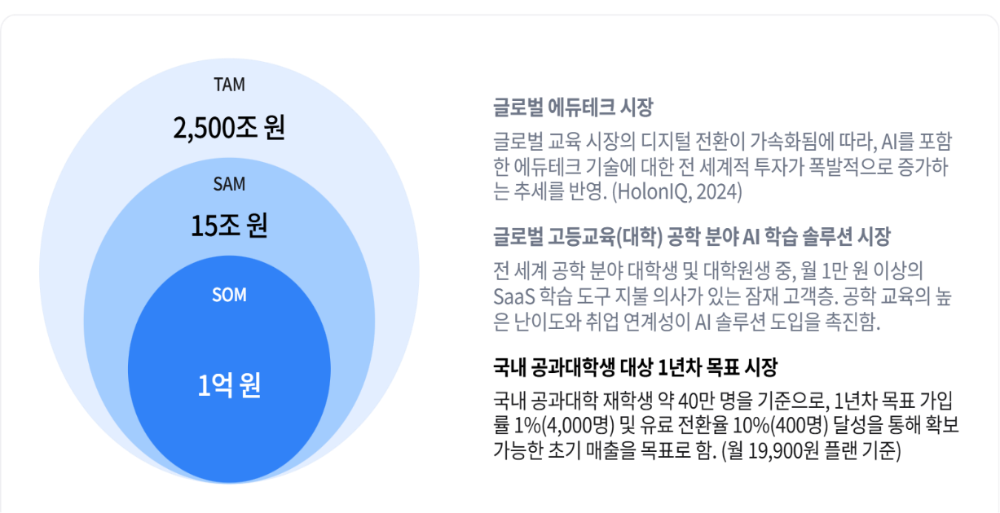 TAM
2,500조 원
SAM
15조 원
SOM
1억 원
글로벌 에듀테크 시장
글로벌 교육 시장의 디지털 전환이 가속화됨에 따라, AI를 포함
한 에듀테크 기술에 대한 전 세계적 투자가 폭발적으로 증가하
는 추세를 반영. (HolonIQ, 2024)
글로벌 고등교육(대학) 공학 분야 AI 학습 솔루션 시장
전 세계 공학 분야 대학생 및 대학원생 중, 월 1만 원 이상의
SaaS 학습 도구 지불 의사가 있는 잠재 고객층. 공학 교육의 높
은 난이도와 취업 연계성이 AI 솔루션 도입을 촉진함.
국내 공과대학생 대상 1년차 목표 시장
국내 공과대학 재학생 약 40만 명을 기준으로, 1년차 목표 가입
률 1%(4,000명) 및 유료 전환율 10%(400명) 달성을 통해 확보
가능한 초기 매출을 목표로 함. (월 19,900원 플랜 기준)